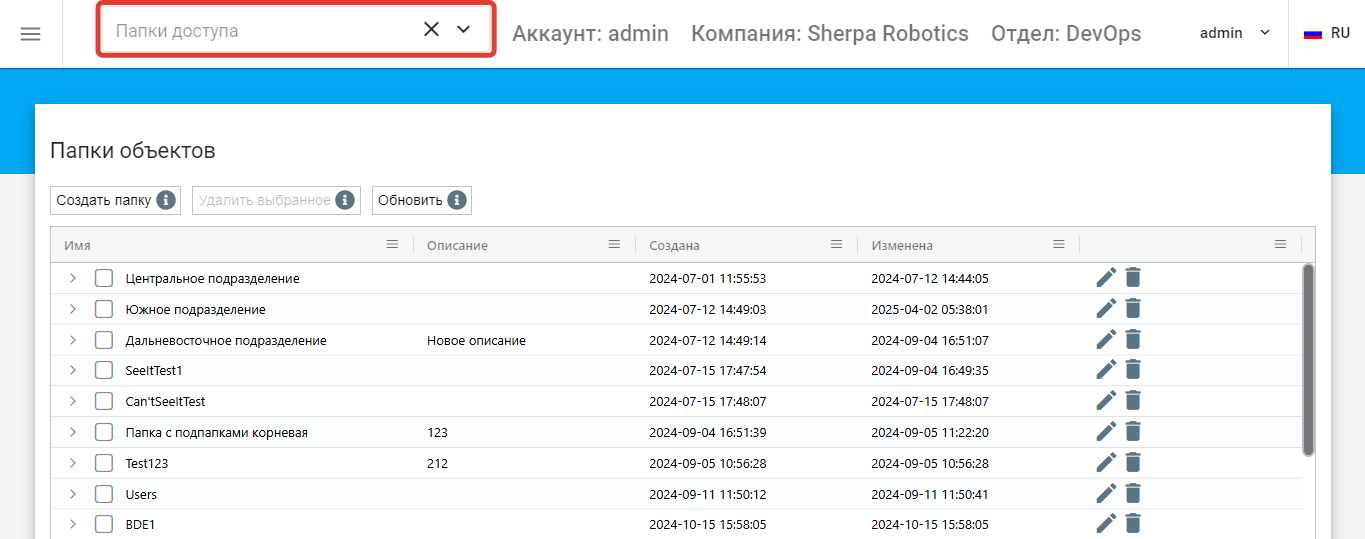 Папки доступа Аккаунт: admin Компания: Sherpa Robotics Отдел: DevOps admin RU
Папки объектов
Создать папку Удалить выбранное Обновить
Имя Описание Создана Изменена
Центральное подразделение 2024-07-01 11:55:53 2024-07-12 14:44:05
Южное подразделение 2024-07-12 14:49:03 2025-04-02 05:38:01
Дальневосточное подразделение Новое описание 2024-07-12 14:49:14 2024-09-04 16:51:07
SeeItTest1 2024-07-15 17:47:54 2024-09-04 16:49:35
Can'tSeeItTest 2024-07-15 17:48:07 2024-07-15 17:48:07
Папка с подпапками корневая 123 2024-09-04 16:51:39 2024-09-05 11:22:20
Test123 212 2024-09-05 10:56:28 2024-09-05 10:56:28
Users 2024-09-11 11:50:12 2024-09-11 11:50:41
BDE1 2024-10-15 15:58:05 2024-10-15 15:58:05